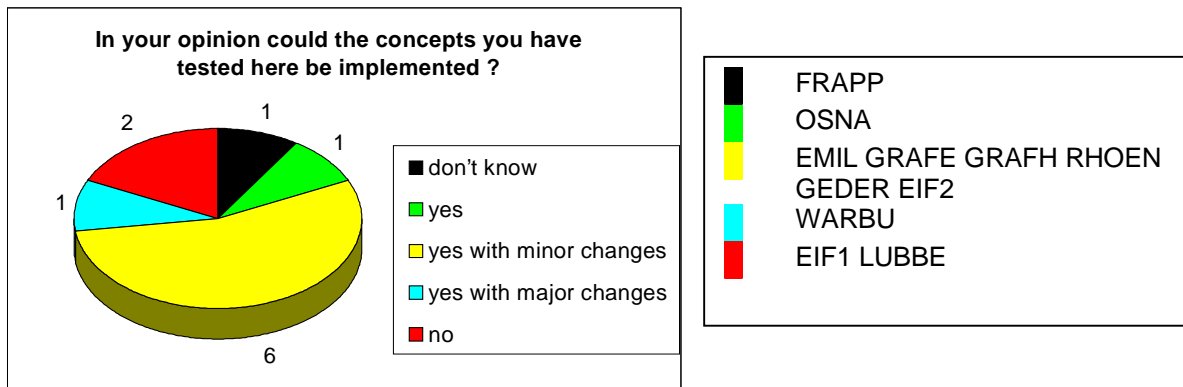 In your opinion could the concepts you have
tested here be implemented ?
1
1
2
1
6
don't know
yes
yes with minor changes
yes with major changes
no
FRAPP
OSNA
EMIL GRAFE GRAFH RHOEN
GEDER EIF2
WARBU
EIF1 LUBBE